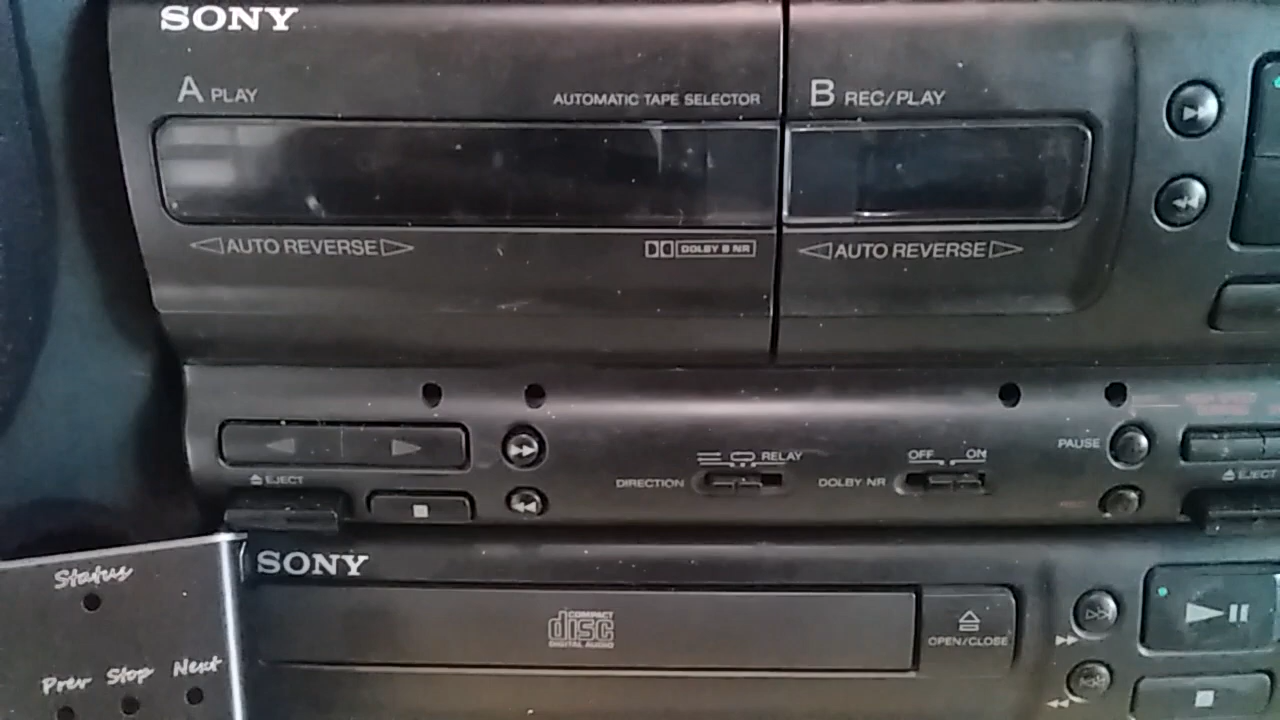 SONY
A PLAY
AUTOMATIC TAPE SELECTOR
B REC/PLAY
AUTO REVERSE
DOLBY B NR
AUTO REVERSE
RELAY
OFF ON
PAUSE
DIRECTION
DOLBY NR
EJECT
EJECT
SONY
COMPACT
disc
DIGITAL AUDIO
OPEN/CLOSE
Status
Prev Stop Next